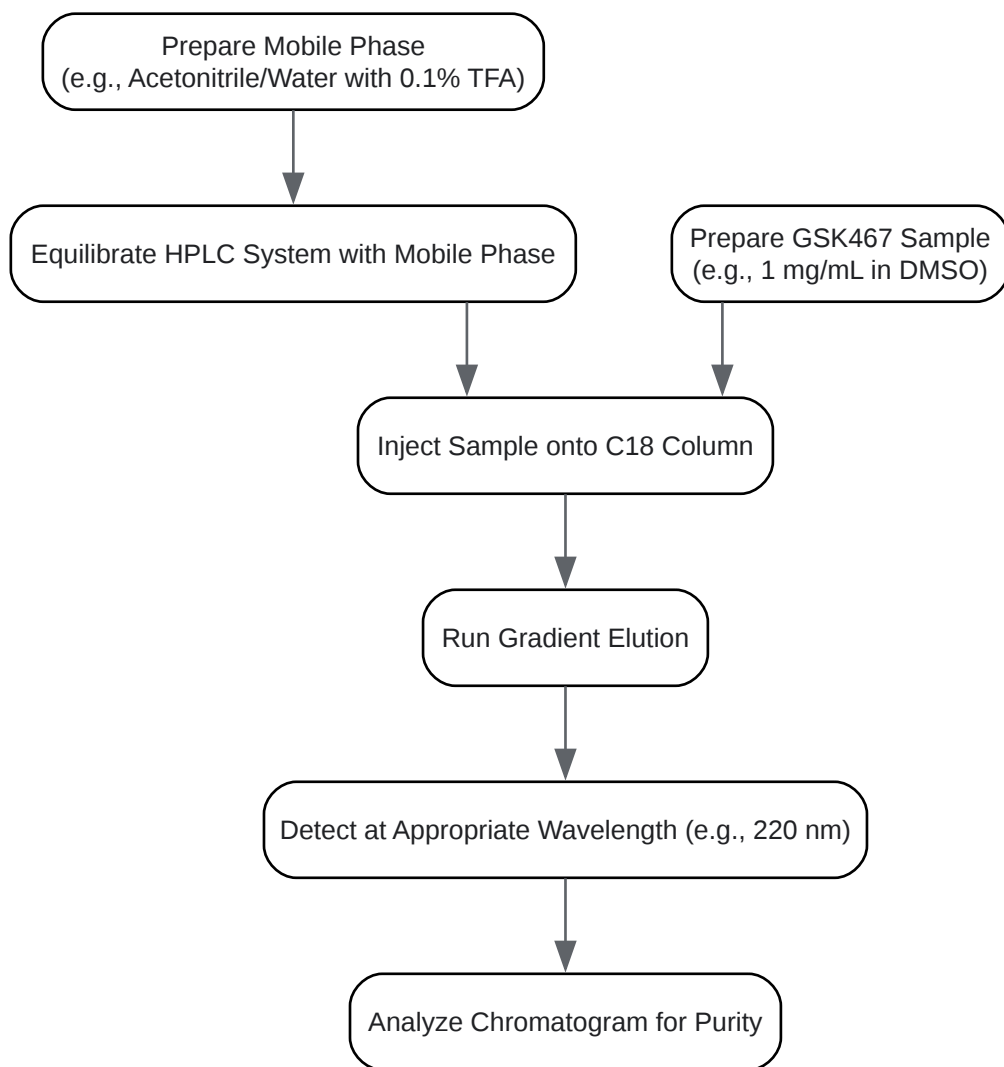 Prepare Mobile Phase
(e.g., Acetonitrile/Water with 0.1% TFA)
Equilibrate HPLC System with Mobile Phase
Prepare GSK467 Sample
(e.g., 1 mg/mL in DMSO)
Inject Sample onto C18 Column
Run Gradient Elution
Detect at Appropriate Wavelength (e.g., 220 nm)
Analyze Chromatogram for Purity